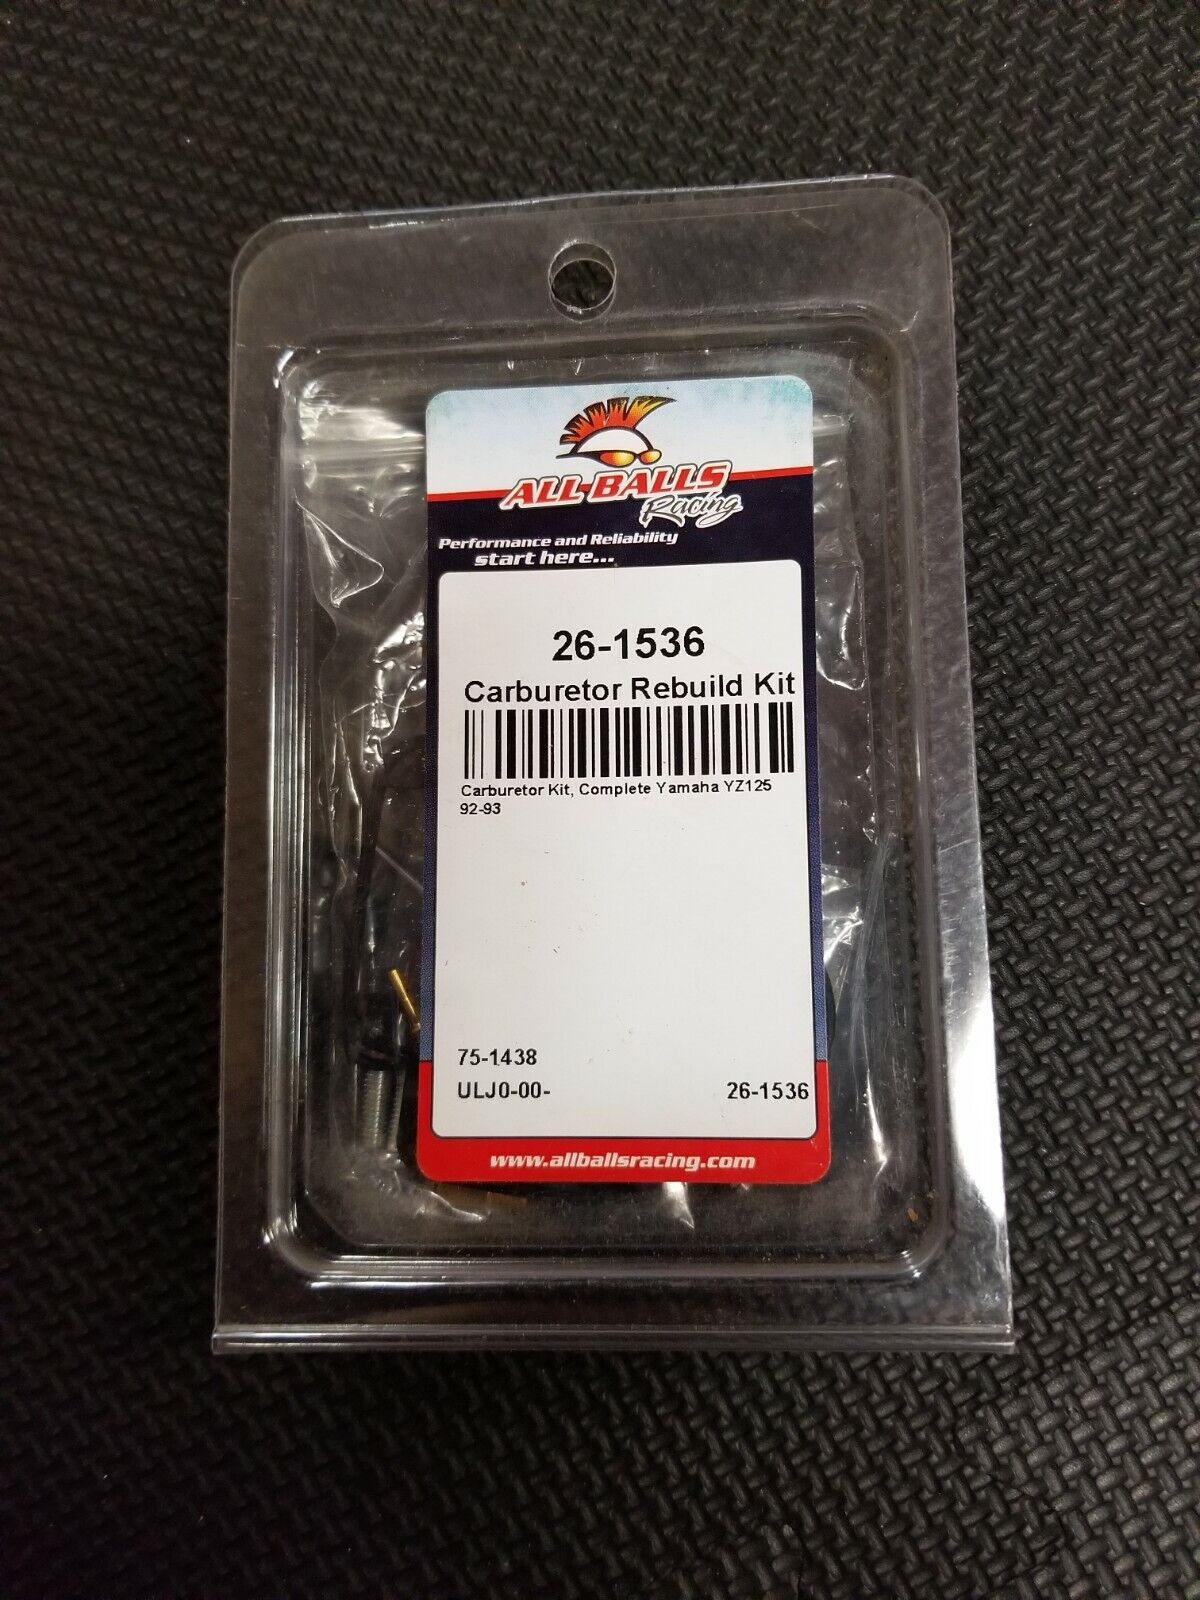 ALL-BALLS
Racing
Performance and Reliability
start here...
26-1536
Carburetor Rebuild Kit
Carburetor Kit, Complete Yamaha YZ125
92-93
75-1438
ULJ0-00- 26-1536
www.allballsracing.com